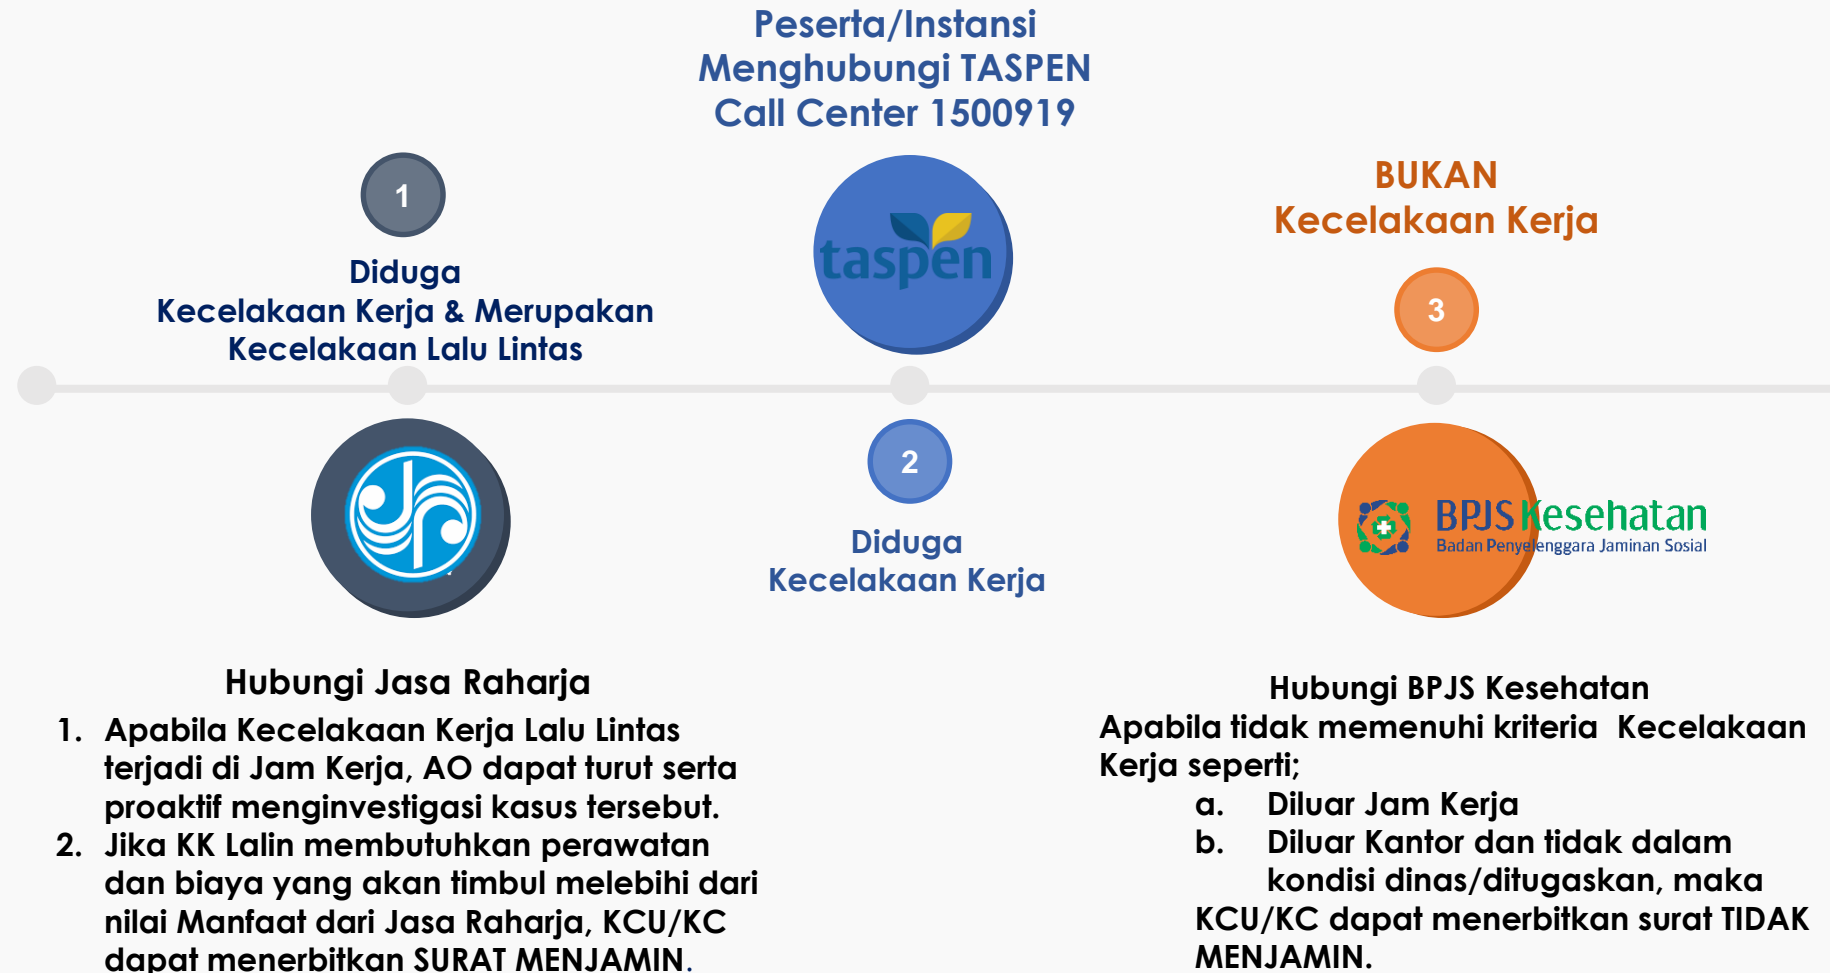 Peserta/Instansi
Menghubungi TASPEN
Call Center 1500919
1
Diduga
Kecelakaan Kerja & Merupakan
Kecelakaan Lalu Lintas
taspen
BUKAN
Kecelakaan Kerja
3
2
Diduga
Kecelakaan Kerja
BPJS Kesehatan
Badan Penyelenggara Jaminan Sosial
Hubungi Jasa Raharja
1. Apabila Kecelakaan Kerja Lalu Lintas
terjadi di Jam Kerja, AO dapat turut serta
proaktif menginvestigasi kasus tersebut.
2. Jika KK Lalin membutuhkan perawatan
dan biaya yang akan timbul melebihi dari
nilai Manfaat dari Jasa Raharja, KCU/KC
dapat menerbitkan SURAT MENJAMIN.
Hubungi BPJS Kesehatan
Apabila tidak memenuhi kriteria Kecelakaan
Kerja seperti;
a. Diluar Jam Kerja
b. Diluar Kantor dan tidak dalam
kondisi dinas/ditugaskan, maka
KCU/KC dapat menerbitkan surat TIDAK
MENJAMIN.